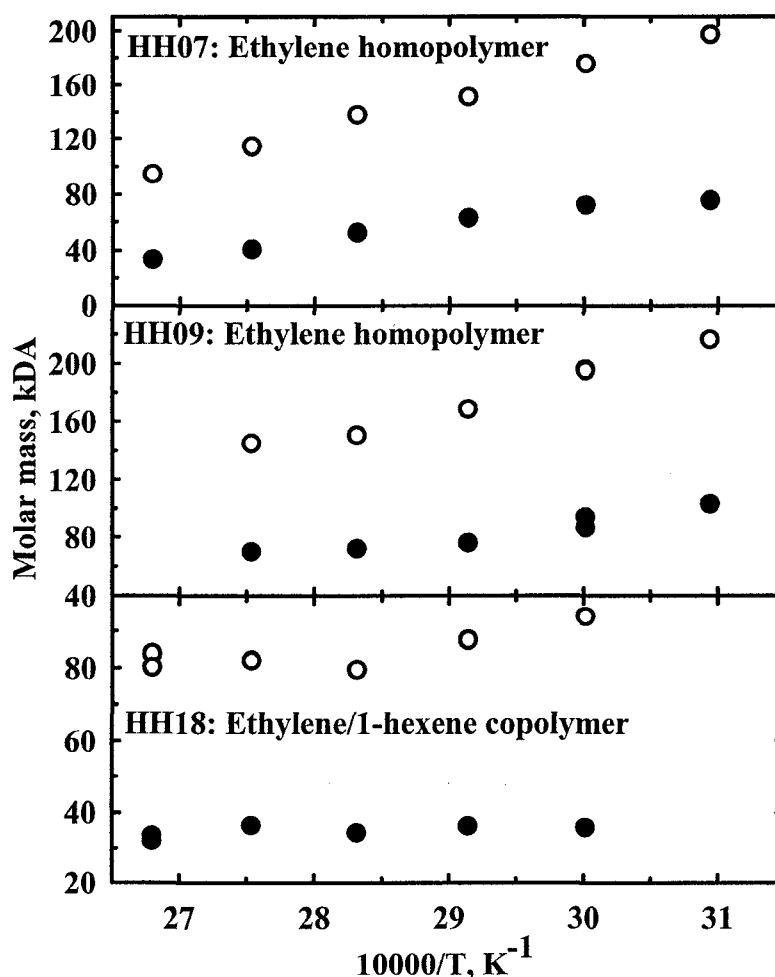 200
HH07: Ethylene homopolymer
160
120
80
40
0
HH09: Ethylene homopolymer
200
160
120
80
40
Molar mass, kDA
80
HH18: Ethylene/1-hexene copolymer
60
40
20
27 28 29 30 31
10000/T, K⁻¹